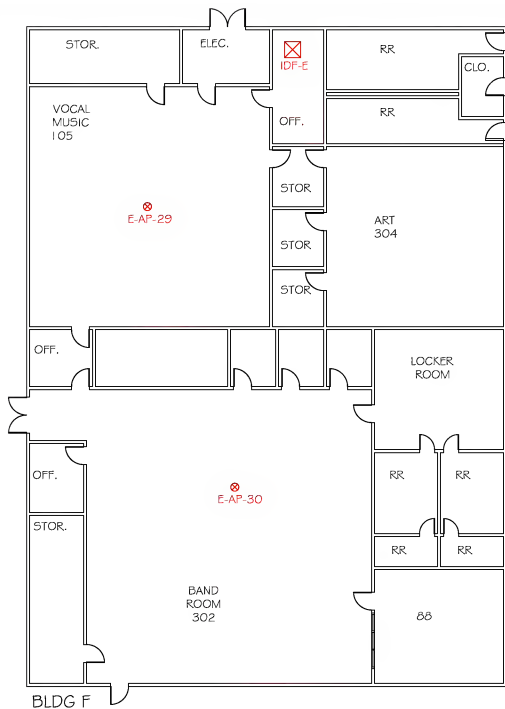 STOR.
ELEC.
IDF-E
RR
CLO.
VOCAL
MUSIC
105
OFF.
RR
STOR
E-AP-29
ART
304
STOR
STOR
OFF.
LOCKER
ROOM
OFF.
RR
RR
E-AP-30
STOR.
RR
RR
BAND
ROOM
302
88
BLDG F